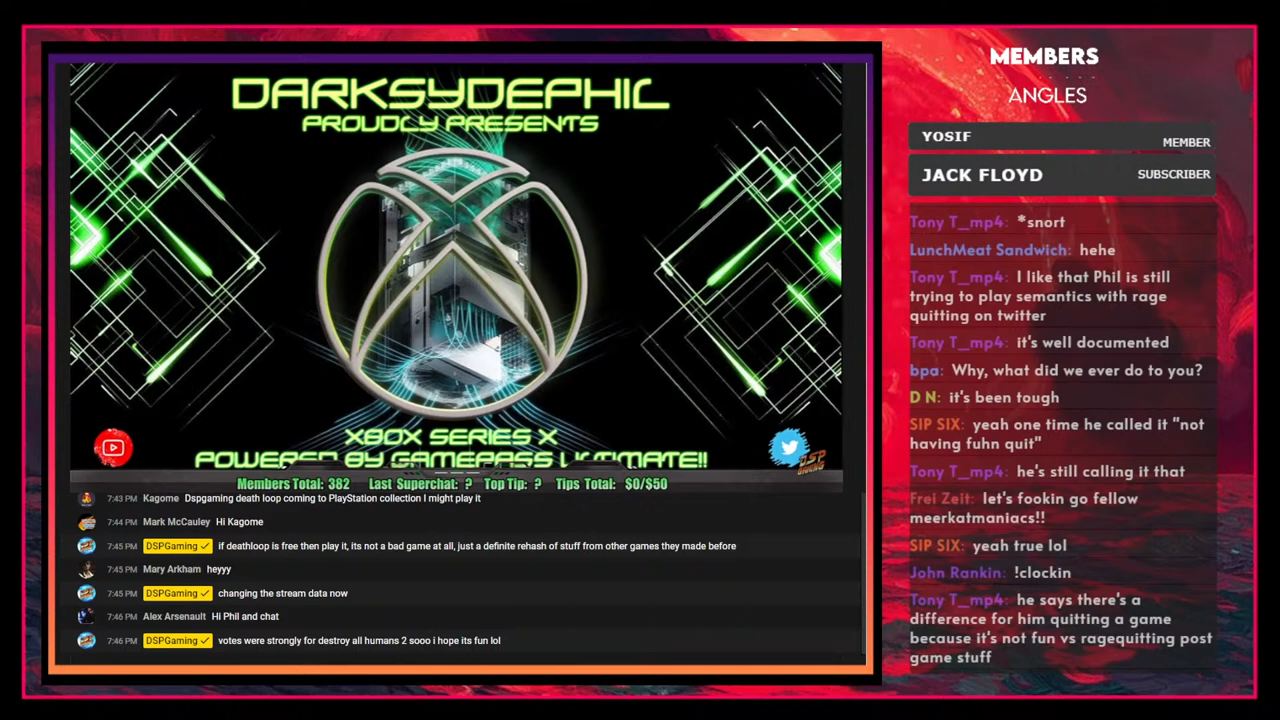 DARKSYDEPHIL
PROUDLY PRESENTS
XBOX SERIES X
POWERED BY GAMEPASS ULTIMATE!!
DSP
GAMING
Members Total: 382 Last Superchat: ? Top Tip: ? Tips Total: $0/$50
7:43 PM Kagome Dspgaming death loop coming to PlayStation collection I might play it
7:44 PM Mark McCauley Hi Kagome
7:45 PM DSPGaming if deathloop is free then play it, its not a bad game at all, just a definite rehash of stuff from other games they made before
7:45 PM Mary Arkham heyyy
7:45 PM DSPGaming changing the stream data now
7:46 PM Alex Arsenault Hi Phil and chat
7:46 PM DSPGaming votes were strongly for destroy all humans 2 sooo i hope its fun lol
MEMBERS
ANGLES
YOSIF MEMBER
JACK FLOYD SUBSCRIBER
Tony T_mp4: *snort
LunchMeat Sandwich: hehe
Tony T_mp4: I like that Phil is still
trying to play semantics with rage
quitting on twitter
Tony T_mp4: it's well documented
bpa: Why, what did we ever do to you?
D N: it's been tough
SIP SIX: yeah one time he called it "not
having fuhn quit"
Tony T_mp4: he's still calling it that
Frei Zeit: let's fookin go fellow
meerkatmaniacs!!
SIP SIX: yeah true lol
John Rankin: !clockin
Tony T_mp4: he says there's a
difference for him quitting a game
because it's not fun vs ragequitting post
game stuff